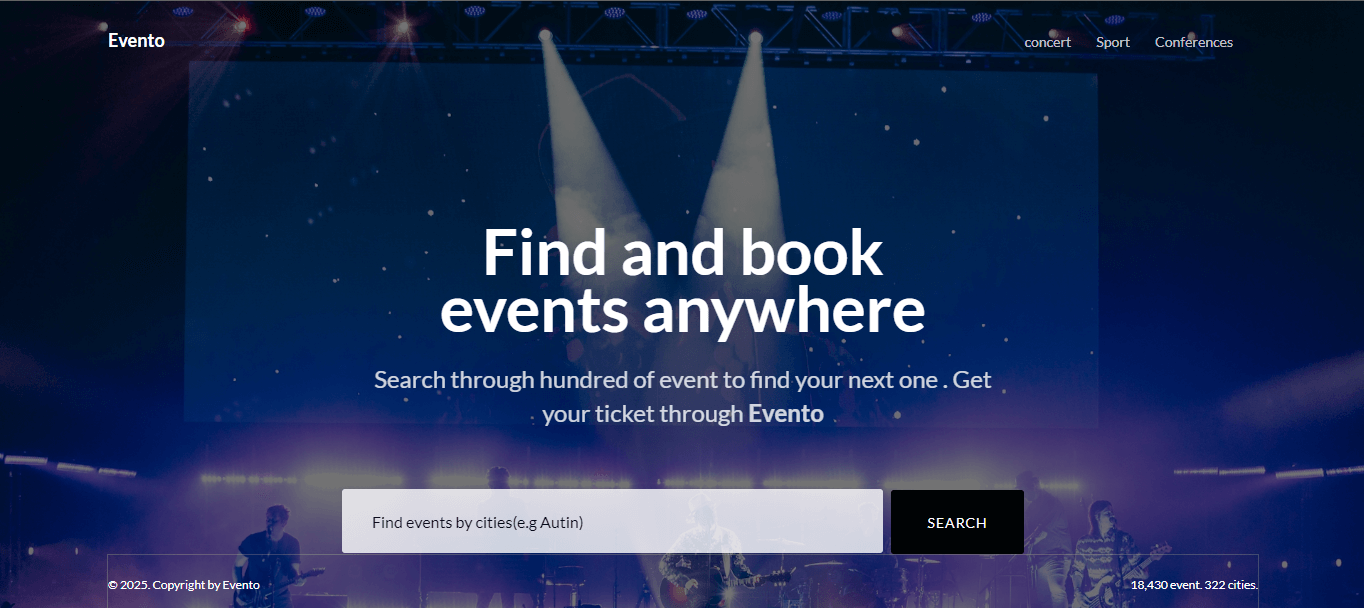 Evento
concert Sport Conferences
Find and book
events anywhere
Search through hundred of event to find your next one . Get
your ticket through Evento .
Find events by cities(e.g Autin)
SEARCH
© 2025. Copyright by Evento
18,430 event. 322 cities.